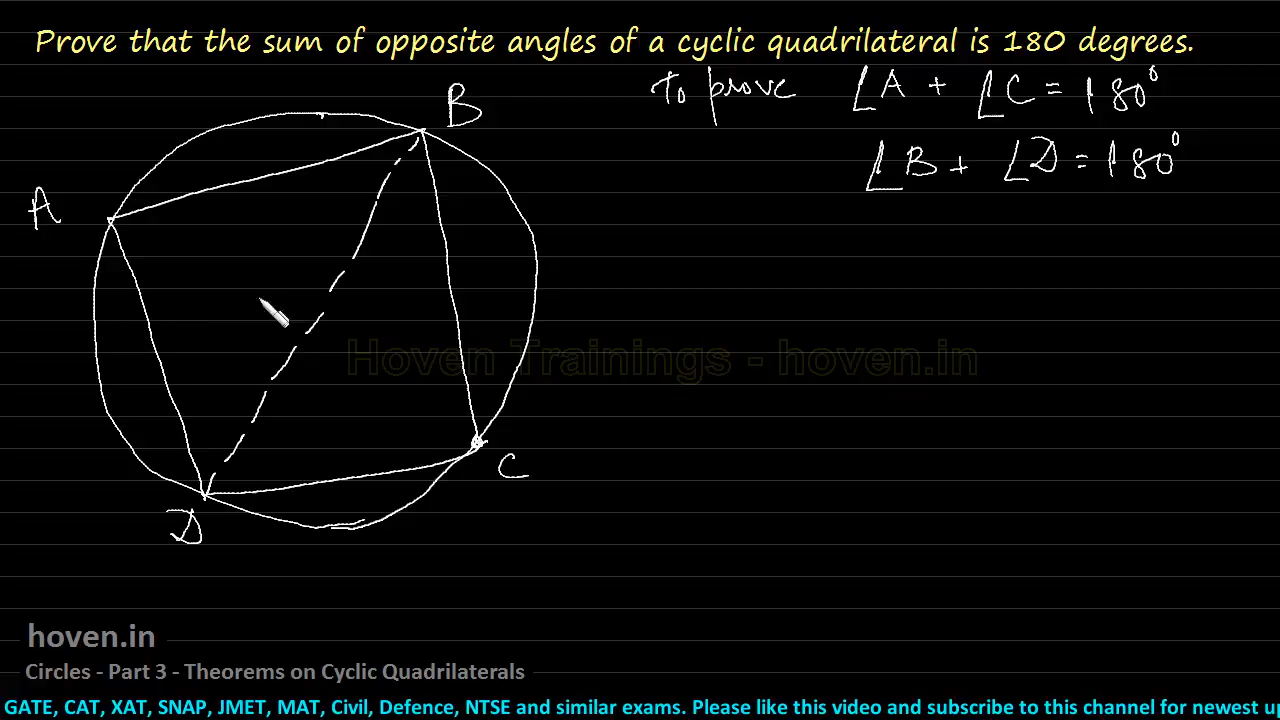 Prove that the sum of opposite angles of a cyclic quadrilateral is 180 degrees.
To prove ∠A + ∠C = 180°
∠B + ∠D = 180°
B
A
Hoven Trainings - hoven.in
C
D
hoven.in
Circles - Part 3 - Theorems on Cyclic Quadrilaterals
GATE, CAT, XAT, SNAP, JMET, MAT, Civil, Defence, NTSE and similar exams. Please like this video and subscribe to this channel for newest up